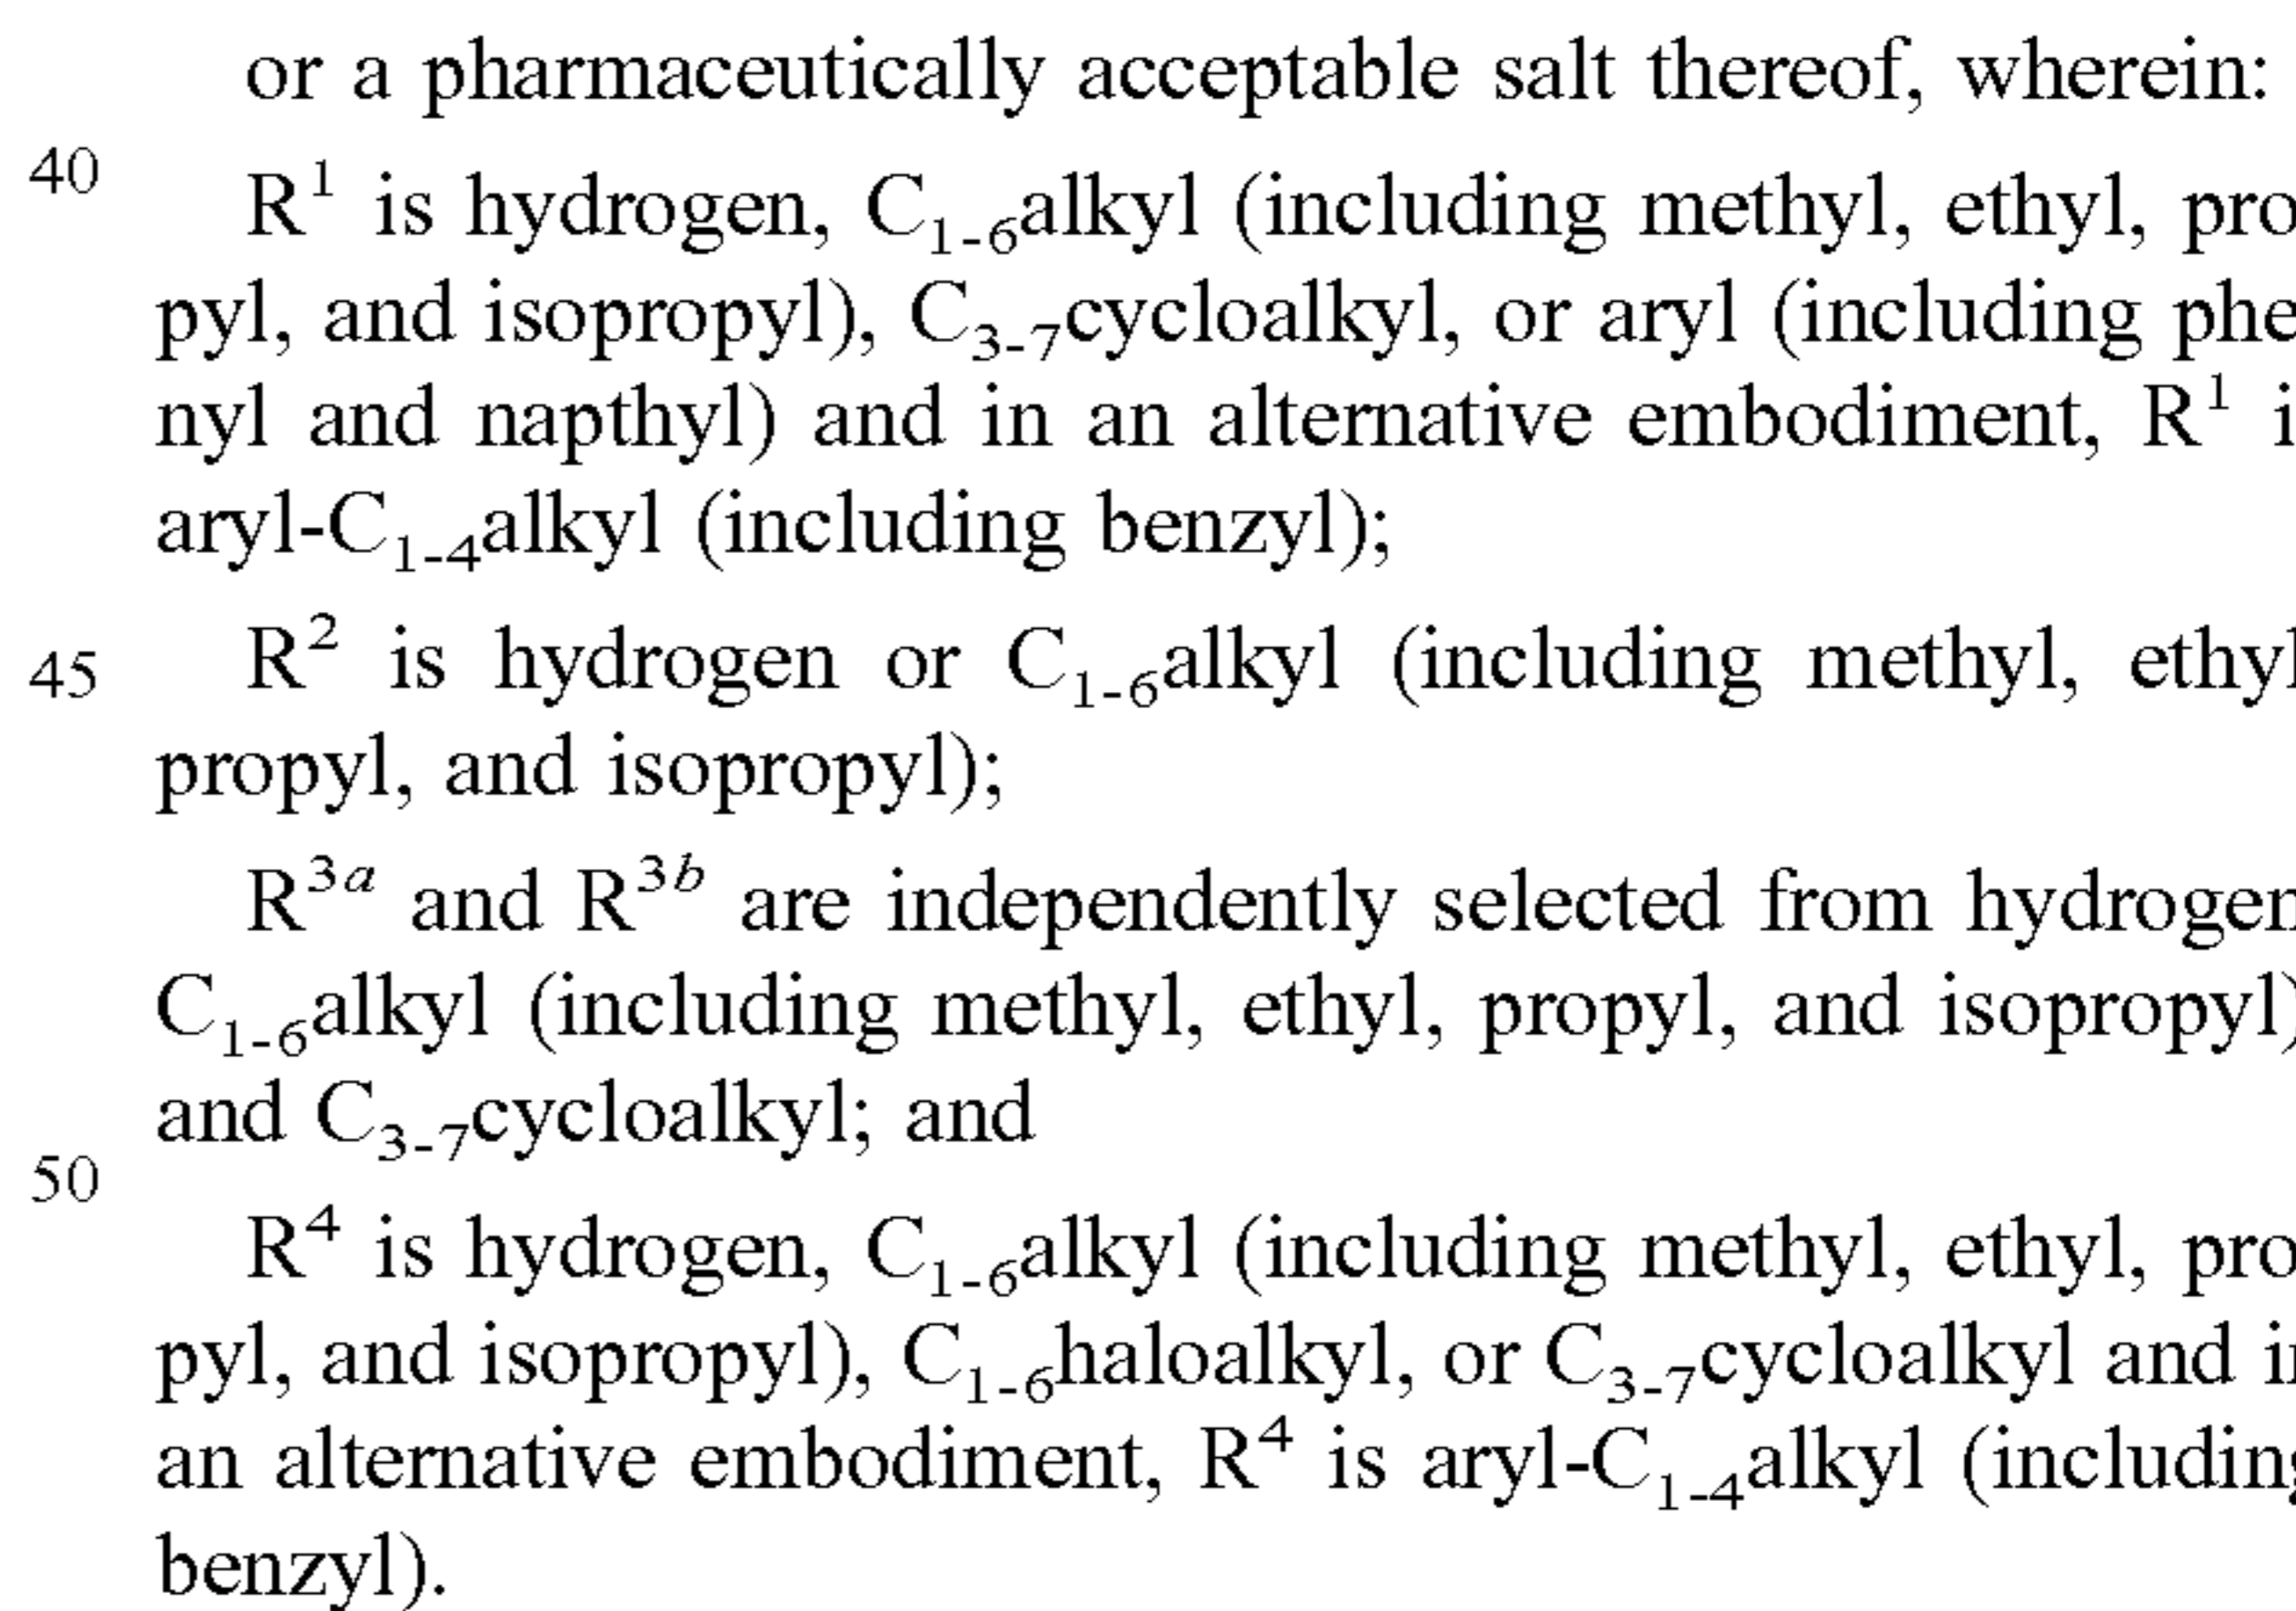 or a pharmaceutically acceptable salt thereof, wherein:
40
R¹ is hydrogen, C₁₋₆alkyl (including methyl, ethyl, pro
pyl, and isopropyl), C₃₋₇cycloalkyl, or aryl (including phe
nyl and napthyl) and in an alternative embodiment, R¹ i
aryl-C₁₋₄alkyl (including benzyl);
45 R² is hydrogen or C₁₋₆alkyl (including methyl, ethyl
propyl, and isopropyl);
R³ᵃ and R³ᵇ are independently selected from hydrogen
C₁₋₆alkyl (including methyl, ethyl, propyl, and isopropyl)
and C₃₋₇cycloalkyl; and
50
R⁴ is hydrogen, C₁₋₆alkyl (including methyl, ethyl, pro
pyl, and isopropyl), C₁₋₆haloalkyl, or C₃₋₇cycloalkyl and in
an alternative embodiment, R⁴ is aryl-C₁₋₄alkyl (including
benzyl).